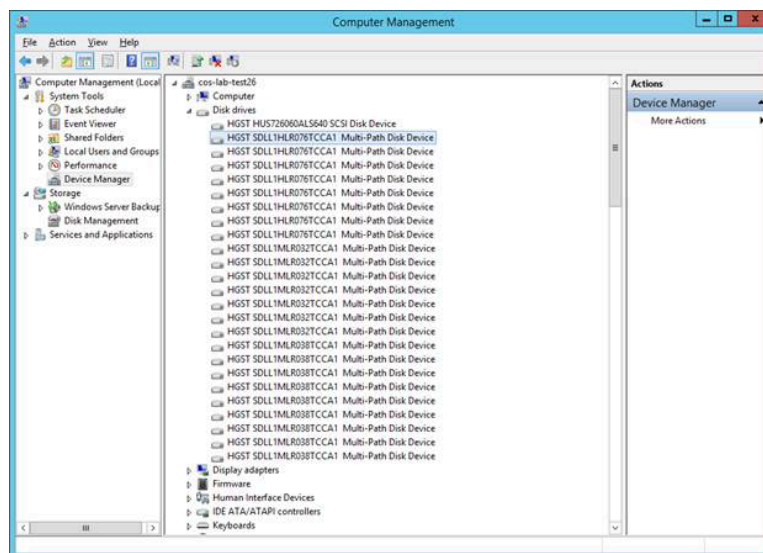 Computer Management
File Action View Help
Computer Management (Local
System Tools
Task Scheduler
Event Viewer
Shared Folders
Local Users and Groups
Performance
Device Manager
Storage
Windows Server Backup
Disk Management
Services and Applications
cos-lab-test26
Computer
Disk drives
HGST HUS726060ALS640 SCSI Disk Device
HGST SDLL1HLR076TCCA1 Multi-Path Disk Device
HGST SDLL1HLR076TCCA1 Multi-Path Disk Device
HGST SDLL1HLR076TCCA1 Multi-Path Disk Device
HGST SDLL1HLR076TCCA1 Multi-Path Disk Device
HGST SDLL1HLR076TCCA1 Multi-Path Disk Device
HGST SDLL1HLR076TCCA1 Multi-Path Disk Device
HGST SDLL1HLR076TCCA1 Multi-Path Disk Device
HGST SDLL1HLR076TCCA1 Multi-Path Disk Device
HGST SDLL1MLR032TCCA1 Multi-Path Disk Device
HGST SDLL1MLR032TCCA1 Multi-Path Disk Device
HGST SDLL1MLR032TCCA1 Multi-Path Disk Device
HGST SDLL1MLR032TCCA1 Multi-Path Disk Device
HGST SDLL1MLR032TCCA1 Multi-Path Disk Device
HGST SDLL1MLR032TCCA1 Multi-Path Disk Device
HGST SDLL1MLR032TCCA1 Multi-Path Disk Device
HGST SDLL1MLR038TCCA1 Multi-Path Disk Device
HGST SDLL1MLR038TCCA1 Multi-Path Disk Device
HGST SDLL1MLR038TCCA1 Multi-Path Disk Device
HGST SDLL1MLR038TCCA1 Multi-Path Disk Device
HGST SDLL1MLR038TCCA1 Multi-Path Disk Device
HGST SDLL1MLR038TCCA1 Multi-Path Disk Device
HGST SDLL1MLR038TCCA1 Multi-Path Disk Device
HGST SDLL1MLR038TCCA1 Multi-Path Disk Device
HGST SDLL1MLR038TCCA1 Multi-Path Disk Device
Display adapters
Firmware
Human Interface Devices
IDE ATA/ATAPI controllers
Keyboards
Actions
Device Manager
More Actions